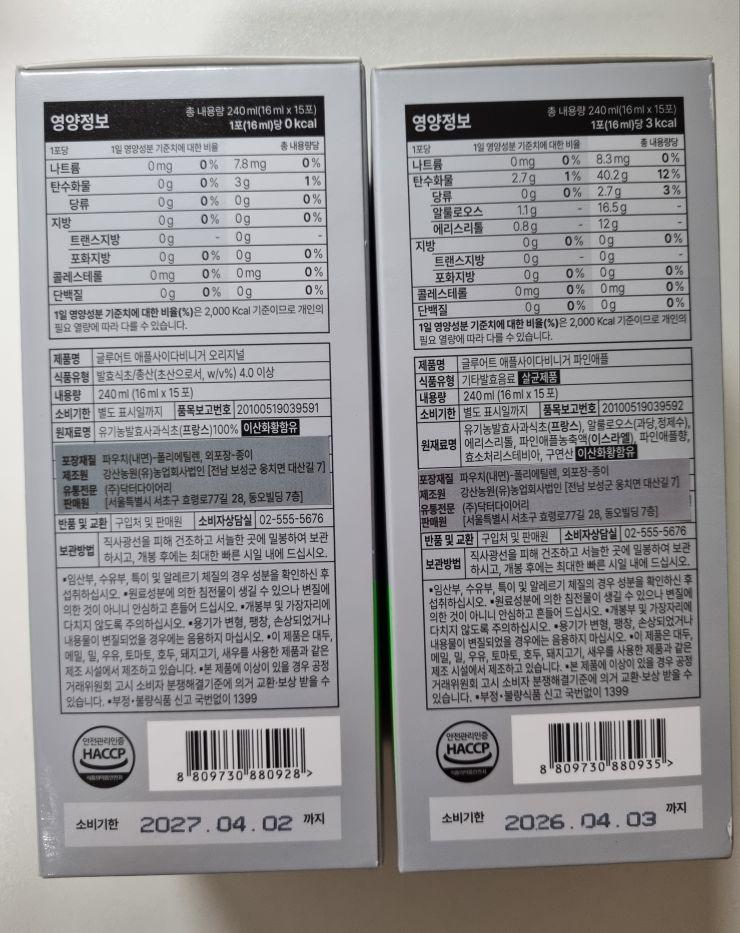 영양정보
총 내용량 240 ml(16 ml x 15포)
1포(16 ml)당 0 kcal
1포당 1일 영양성분 기준치에 대한 비율 총 내용량당
나트륨 0 mg 0 % 7.8 mg 0 %
탄수화물 0 g 0 % 3 g 1 %
당류 0 g 0 % 0 g 0 %
지방 0 g 0 % 0 g 0 %
트랜스지방 0 g - 0 g -
포화지방 0 g 0 % 0 g 0 %
콜레스테롤 0 mg 0 % 0 mg 0 %
단백질 0 g 0 % 0 g 0 %
1일 영양성분 기준치에 대한 비율(%)은 2,000 Kcal 기준이므로 개인의
필요 열량에 따라 다를 수 있습니다.
제품명 글루어트 애플사이다비니거 오리지널
식품유형 발효식초/총산(초산으로서, w/v%) 4.0 이상
내용량 240 ml (16 ml x 15 포)
소비기한 별도 표시일까지 품목보고번호 20100519039591
원재료명 유기농발효사과식초(프랑스)100% 이산화황함유
포장재질 파우치(내면)-폴리에틸렌, 외포장-종이
제조원 강산농원(유)농업회사법인 [전남 보성군 웅치면 대산길 7]
유통전문 (주)닥터다이어리
판매원 [서울특별시 서초구 효령로77길 28, 동오빌딩 7층]
반품 및 교환 구입처 및 판매원 소비자상담실 02-555-5676
보관방법 직사광선을 피해 건조하고 서늘한 곳에 밀봉하여 보관
하시고, 개봉 후에는 최대한 빠른 시일 내에 드십시오.
▪임산부, 수유부, 특이 및 알레르기 체질의 경우 성분을 확인하신 후
섭취하십시오. ▪원료성분에 의한 침전물이 생길 수 있으나 변질에
의한 것이 아니니 안심하고 흔들어 드십시오. ▪개봉부 및 가장자리에
다치지 않도록 주의하십시오. ▪용기가 변형, 팽창, 손상되었거나
내용물이 변질되었을 경우에는 음용하지 마십시오. ▪이 제품은 대두,
메밀, 밀, 우유, 토마토, 호두, 돼지고기, 새우를 사용한 제품과 같은
제조 시설에서 제조하고 있습니다. ▪본 제품에 이상이 있을 경우 공정
거래위원회 고시 소비자 분쟁해결기준에 의거 교환·보상 받을 수
있습니다. ▪부정·불량식품 신고 국번없이 1399
안전관리인증
HACCP
식품의약품안전처
8 809730 880928 >
소비기한 2027.04.02 까지
영양정보
총 내용량 240 ml(16 ml x 15포)
1포(16 ml)당 3 kcal
1포당 1일 영양성분 기준치에 대한 비율 총 내용량당
나트륨 0 mg 0 % 8.3 mg 0 %
탄수화물 2.7 g 1 % 40.2 g 12 %
당류 0 g 0 % 2.7 g 3 %
알룰로오스 1.1 g - 16.5 g -
에리스리톨 0.8 g - 12 g -
지방 0 g 0 % 0 g 0 %
트랜스지방 0 g - 0 g -
포화지방 0 g 0 % 0 g 0 %
콜레스테롤 0 mg 0 % 0 mg 0 %
단백질 0 g 0 % 0 g 0 %
1일 영양성분 기준치에 대한 비율(%)은 2,000 Kcal 기준이므로 개인의
필요 열량에 따라 다를 수 있습니다.
제품명 글루어트 애플사이다비니거 파인애플
식품유형 기타발효음료 살균제품
내용량 240 ml (16 ml x 15 포)
소비기한 별도 표시일까지 품목보고번호 20100519039592
원재료명 유기농발효사과식초(프랑스), 알룰로오스(과당,정제수),
에리스리톨, 파인애플농축액(이스라엘), 파인애플향,
효소처리스테비아, 구연산 이산화황함유
포장재질 파우치(내면)-폴리에틸렌, 외포장-종이
제조원 강산농원(유)농업회사법인 [전남 보성군 웅치면 대산길 7]
유통전문 (주)닥터다이어리
판매원 [서울특별시 서초구 효령로77길 28, 동오빌딩 7층]
반품 및 교환 구입처 및 판매원 소비자상담실 02-555-5676
보관방법 직사광선을 피해 건조하고 서늘한 곳에 밀봉하여 보관
하시고, 개봉 후에는 최대한 빠른 시일 내에 드십시오.
▪임산부, 수유부, 특이 및 알레르기 체질의 경우 성분을 확인하신 후
섭취하십시오. ▪원료성분에 의한 침전물이 생길 수 있으나 변질에
의한 것이 아니니 안심하고 흔들어 드십시오. ▪개봉부 및 가장자리에
다치지 않도록 주의하십시오. ▪용기가 변형, 팽창, 손상되었거나
내용물이 변질되었을 경우에는 음용하지 마십시오. ▪이 제품은 대두,
메밀, 밀, 우유, 토마토, 호두, 돼지고기, 새우를 사용한 제품과 같은
제조 시설에서 제조하고 있습니다. ▪본 제품에 이상이 있을 경우 공정
거래위원회 고시 소비자 분쟁해결기준에 의거 교환·보상 받을 수
있습니다. ▪부정·불량식품 신고 국번없이 1399
안전관리인증
HACCP
식품의약품안전처
8 809730 880935 >
소비기한 2026.04.03 까지